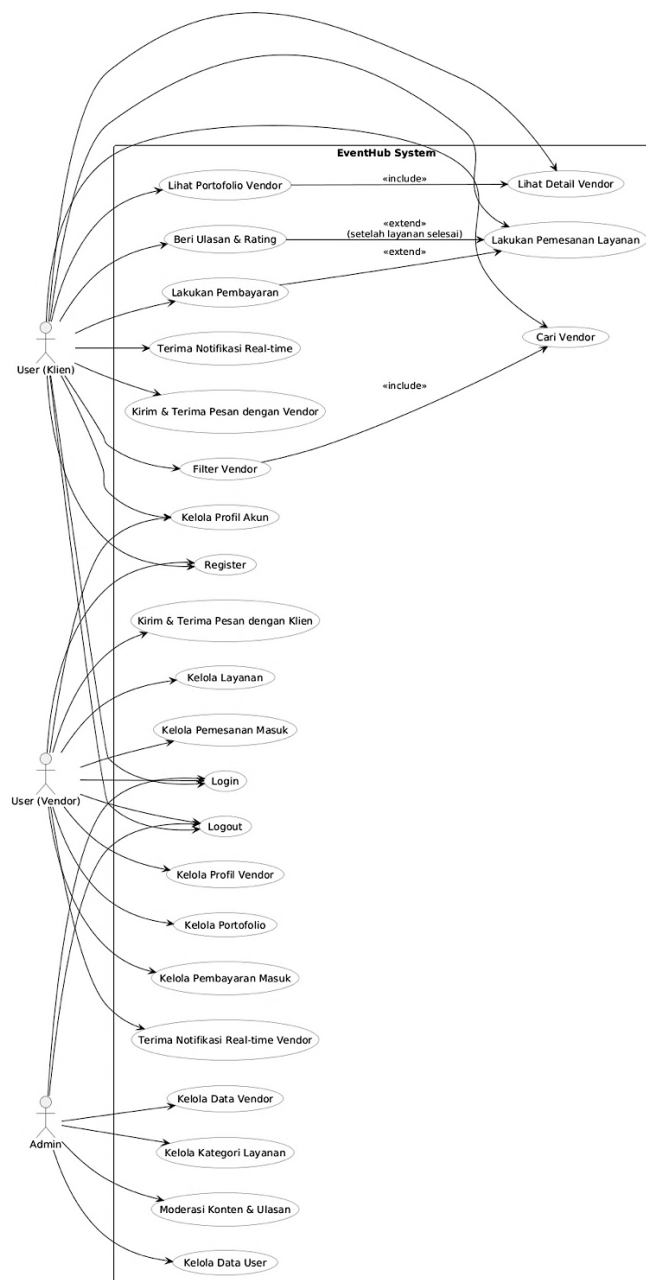 EventHub System
Lihat Portofolio Vendor
«include»
Lihat Detail Vendor
Beri Ulasan & Rating
«extend»
(setelah layanan selesai)
Lakukan Pemesanan Layanan
«extend»
Lakukan Pembayaran
Cari Vendor
Terima Notifikasi Real-time
User (Klien)
«include»
Kirim & Terima Pesan dengan Vendor
Filter Vendor
Kelola Profil Akun
Register
Kirim & Terima Pesan dengan Klien
Kelola Layanan
Kelola Pemesanan Masuk
Login
User (Vendor)
Logout
Kelola Profil Vendor
Kelola Portofolio
Kelola Pembayaran Masuk
Terima Notifikasi Real-time Vendor
Kelola Data Vendor
Admin
Kelola Kategori Layanan
Moderasi Konten & Ulasan
Kelola Data User